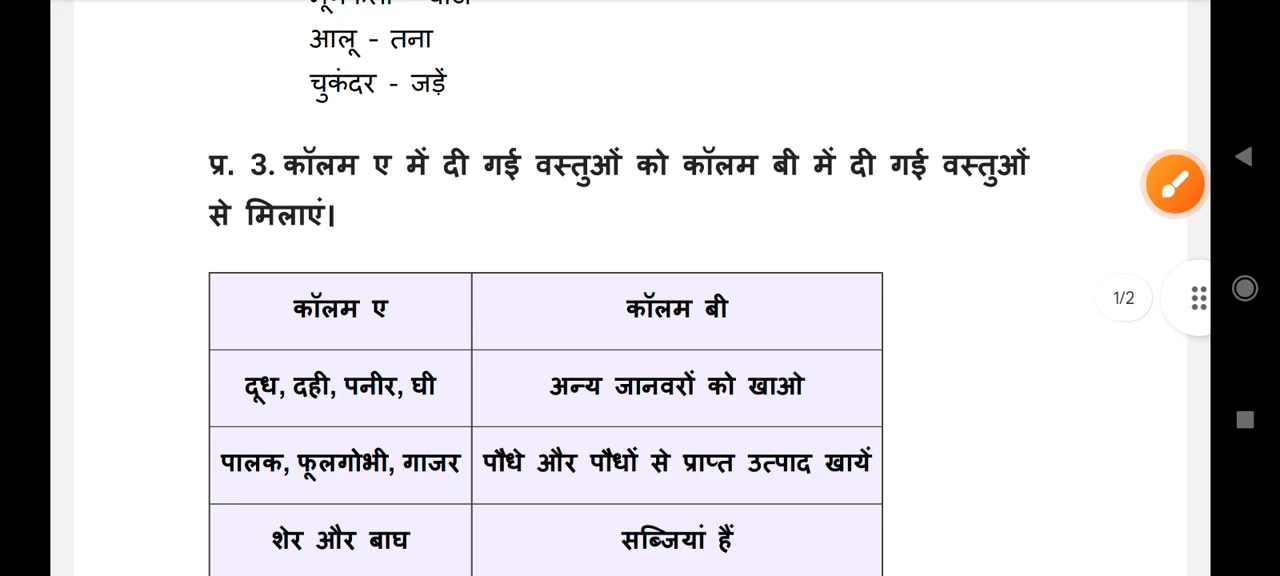 आलू - तना
चुकंदर - जड़ें
प्र. 3. कॉलम ए में दी गई वस्तुओं को कॉलम बी में दी गई वस्तुओं
से मिलाएं।
कॉलम ए कॉलम बी
दूध, दही, पनीर, घी अन्य जानवरों को खाओ
पालक, फूलगोभी, गाजर पौधे और पौधों से प्राप्त उत्पाद खायें
शेर और बाघ सब्जियां हैं
1/2